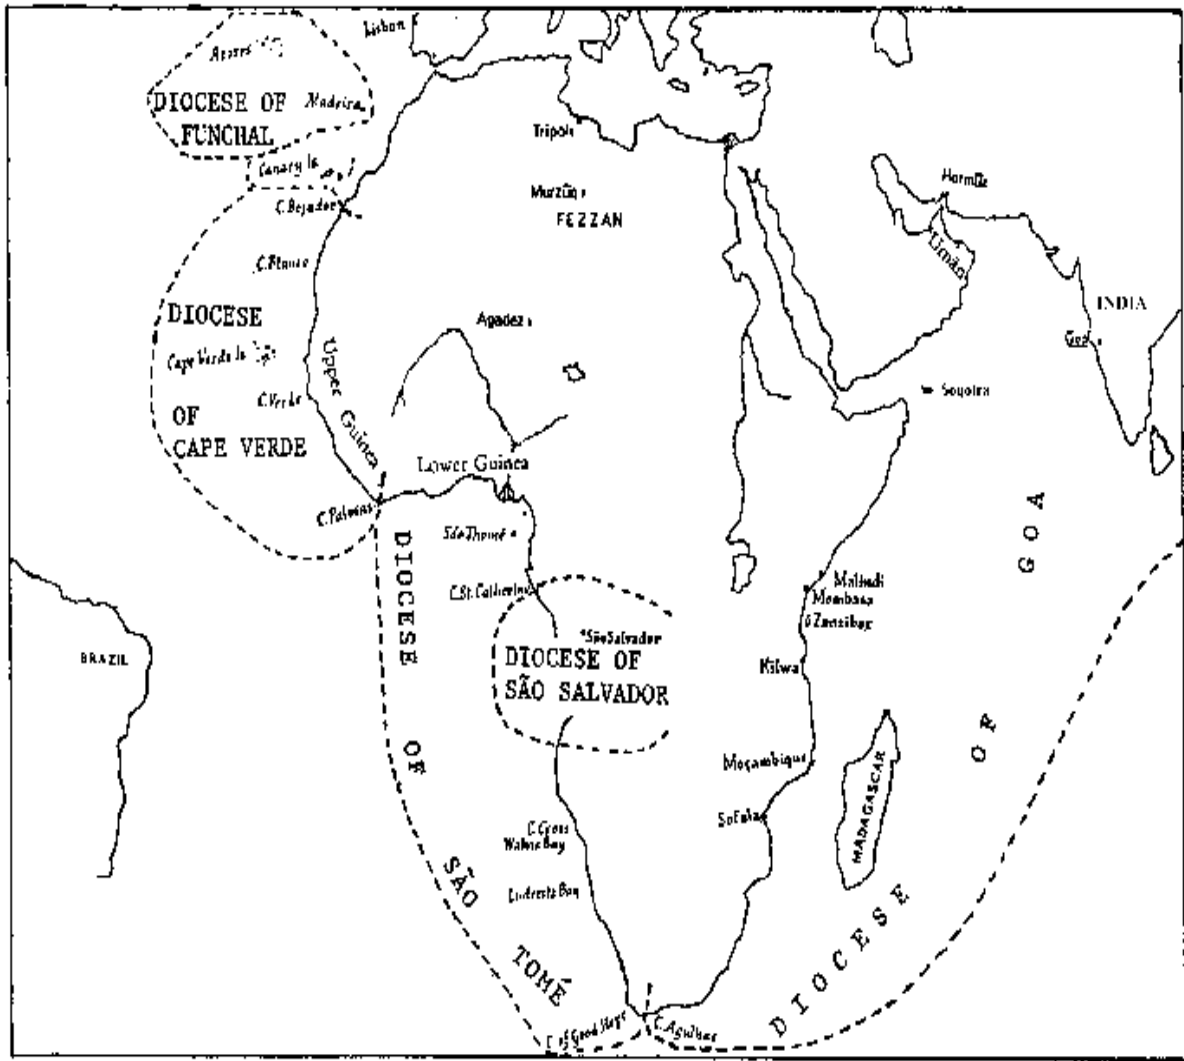 Lisbon
Azores
DIOCESE OF
FUNCHAL
Madeira
Canary Is
C. Bojador
C. Blanco
DIOCESE
Cape Verde Is
C. Verde
OF
CAPE VERDE
Upper Guinea
C. Palmas
Tripoli
Murzūq
FEZZAN
Agadez
Lower Guinea
São Thomé
C. St. Catherine
São Salvador
DIOCESE OF
SÃO SALVADOR
BRAZIL
DIOCESE
OF
SÃO
TOMÉ
C. Cross
Walvis Bay
Luderitz Bay
C. of Good Hope
C. Agulhas
Hormūz
Umān
INDIA
Goa
Soqotra
Malindi
Mombasa
Zanzibar
Kilwa
Moçambique
Sofala
MADAGASCAR
DIOCESE
OF
GOA